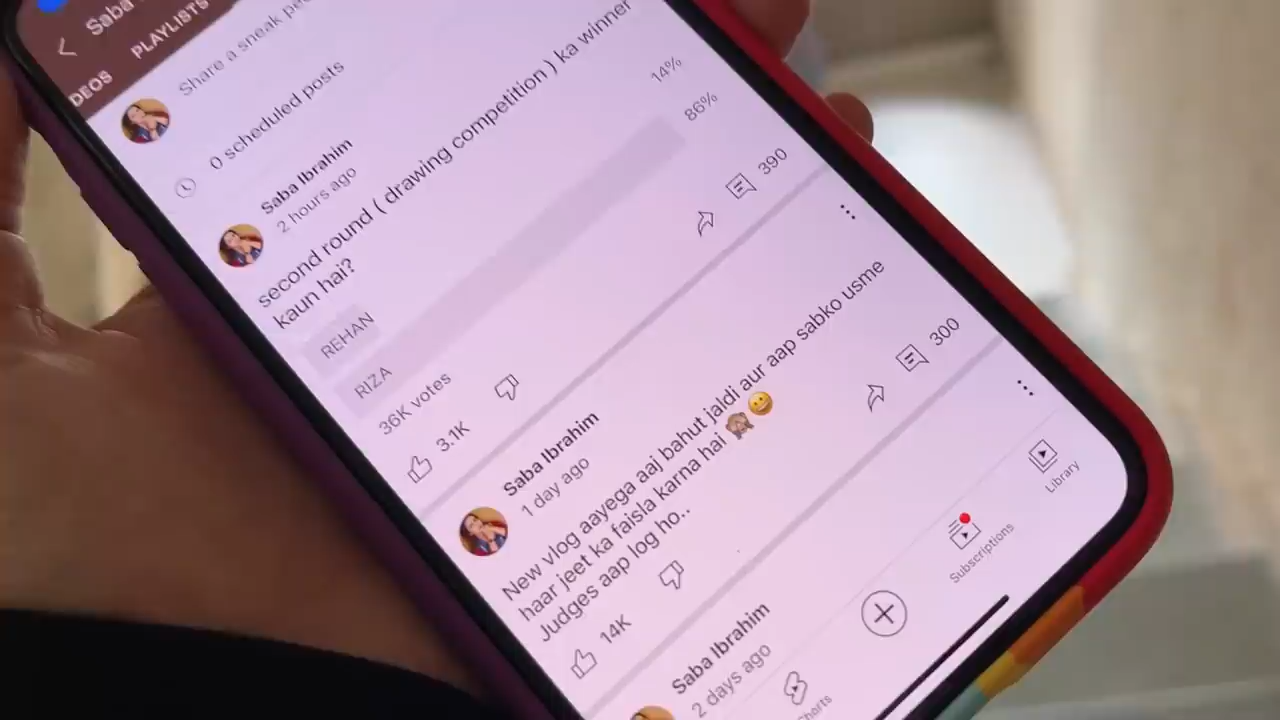 Saba
DEOS PLAYLISTS
Share a sneak
0 scheduled posts
Saba Ibrahim
2 hours ago
second round ( drawing competition ) ka winner
kaun hai?
REHAN 14%
RIZA 86%
36K votes
3.1K 390
Saba Ibrahim
1 day ago
New vlog aayega aaj bahut jaldi aur aap sabko usme
haar jeet ka faisla karna hai 🙈😀
Judges aap log ho..
14K 300
Saba Ibrahim
2 days ago
horts
Subscriptions
Library